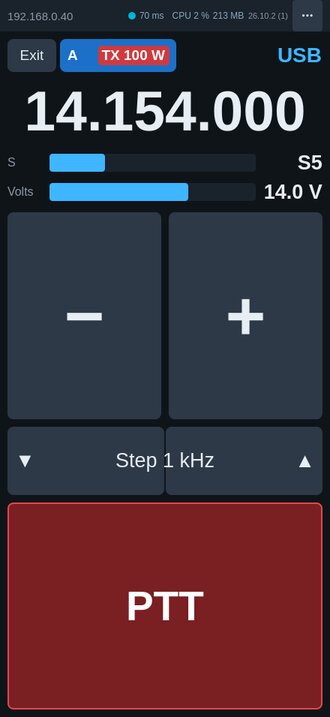 192.168.0.40 70 ms CPU 2 % 213 MB 26.10.2 (1) ···
Exit A TX 100 W USB
14.154.000
S S5
Volts 14.0 V
− +
▼ Step 1 kHz ▲
PTT